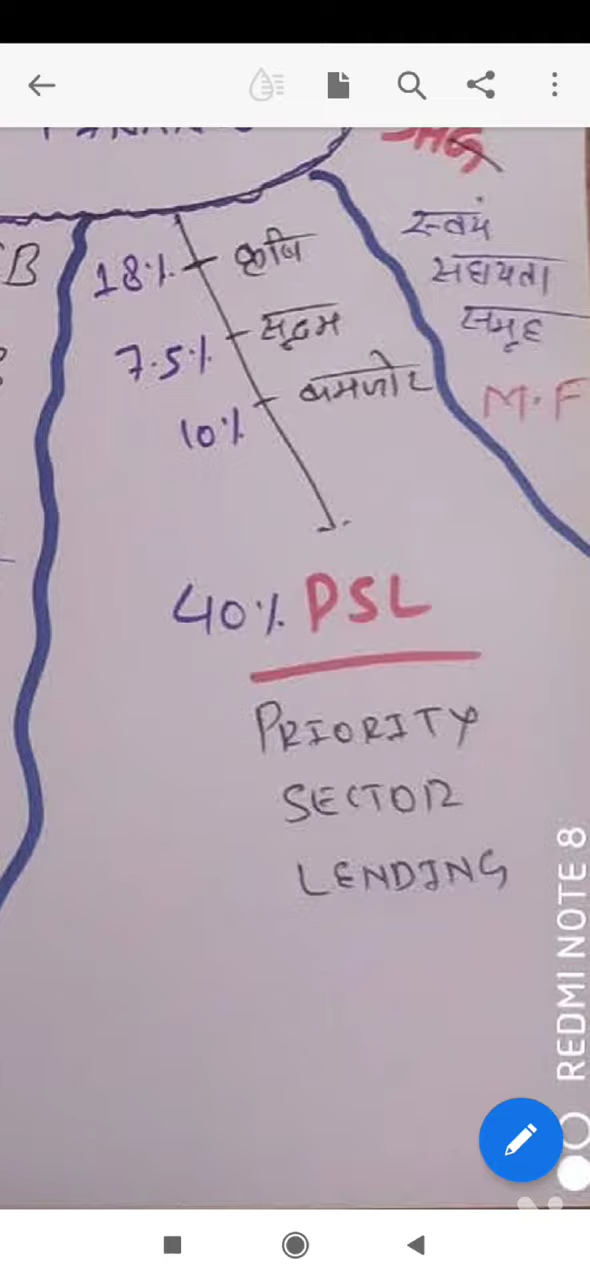 SHG
स्वयं
सहायता
समूह
M.F
B
18% कृषि
7.5% सूक्ष्म
10% कमजोर
40% PSL
PRIORITY
SECTOR
LENDING
REDMI NOTE 8